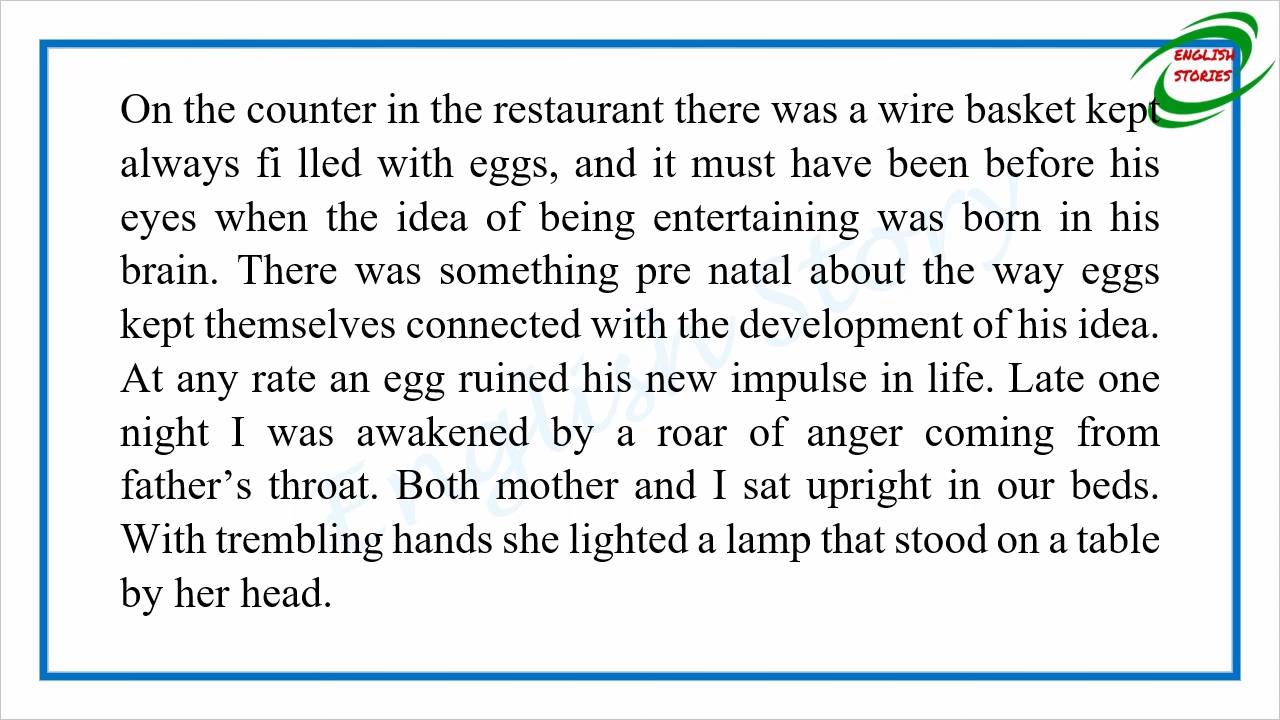 ENGLISH
STORIES
On the counter in the restaurant there was a wire basket kept
always fi lled with eggs, and it must have been before his
eyes when the idea of being entertaining was born in his
brain. There was something pre natal about the way eggs
kept themselves connected with the development of his idea.
At any rate an egg ruined his new impulse in life. Late one
night I was awakened by a roar of anger coming from
father’s throat. Both mother and I sat upright in our beds.
With trembling hands she lighted a lamp that stood on a table
by her head.
English Story